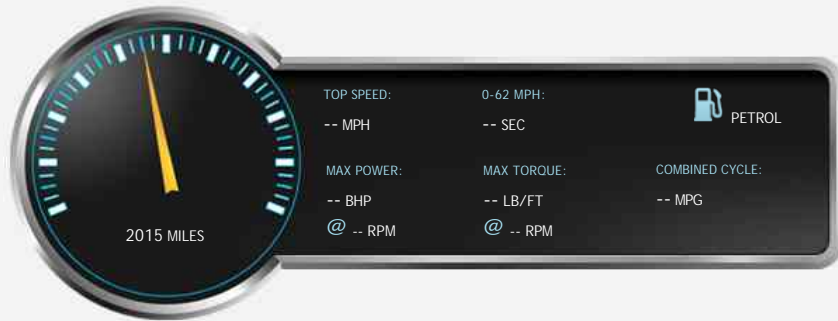 TOP SPEED:
-- MPH
0-62 MPH:
-- SEC
PETROL
MAX POWER:
-- BHP
@ -- RPM
MAX TORQUE:
-- LB/FT
@ -- RPM
COMBINED CYCLE:
-- MPG
2015 MILES